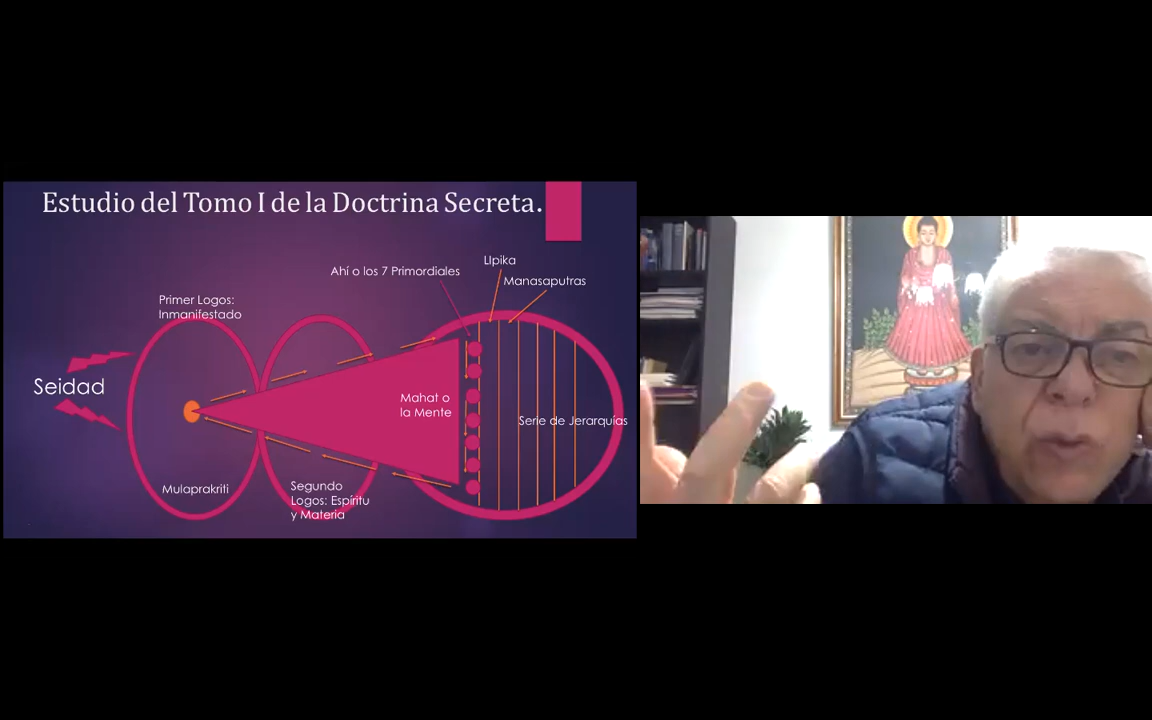 Estudio del Tomo I de la Doctrina Secreta.
LIpika
Ahí o los 7 Primordiales
Manasaputras
Primer Logos:
Inmanifestado
Seidad
Mahat o
la Mente
Serie de Jerarquías
Mulaprakriti
Segundo
Logos: Espíritu
y Materia